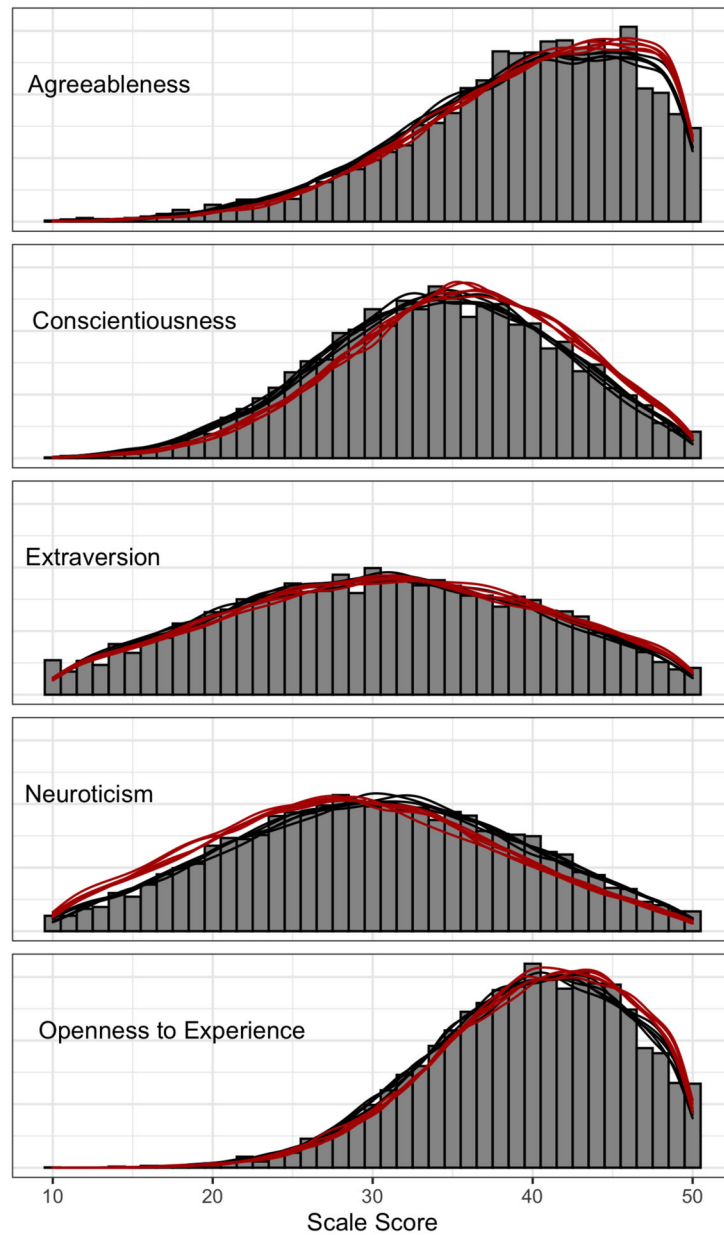 Agreeableness
Conscientiousness
Extraversion
Neuroticism
Openness to Experience
10 20 30 40 50
Scale Score